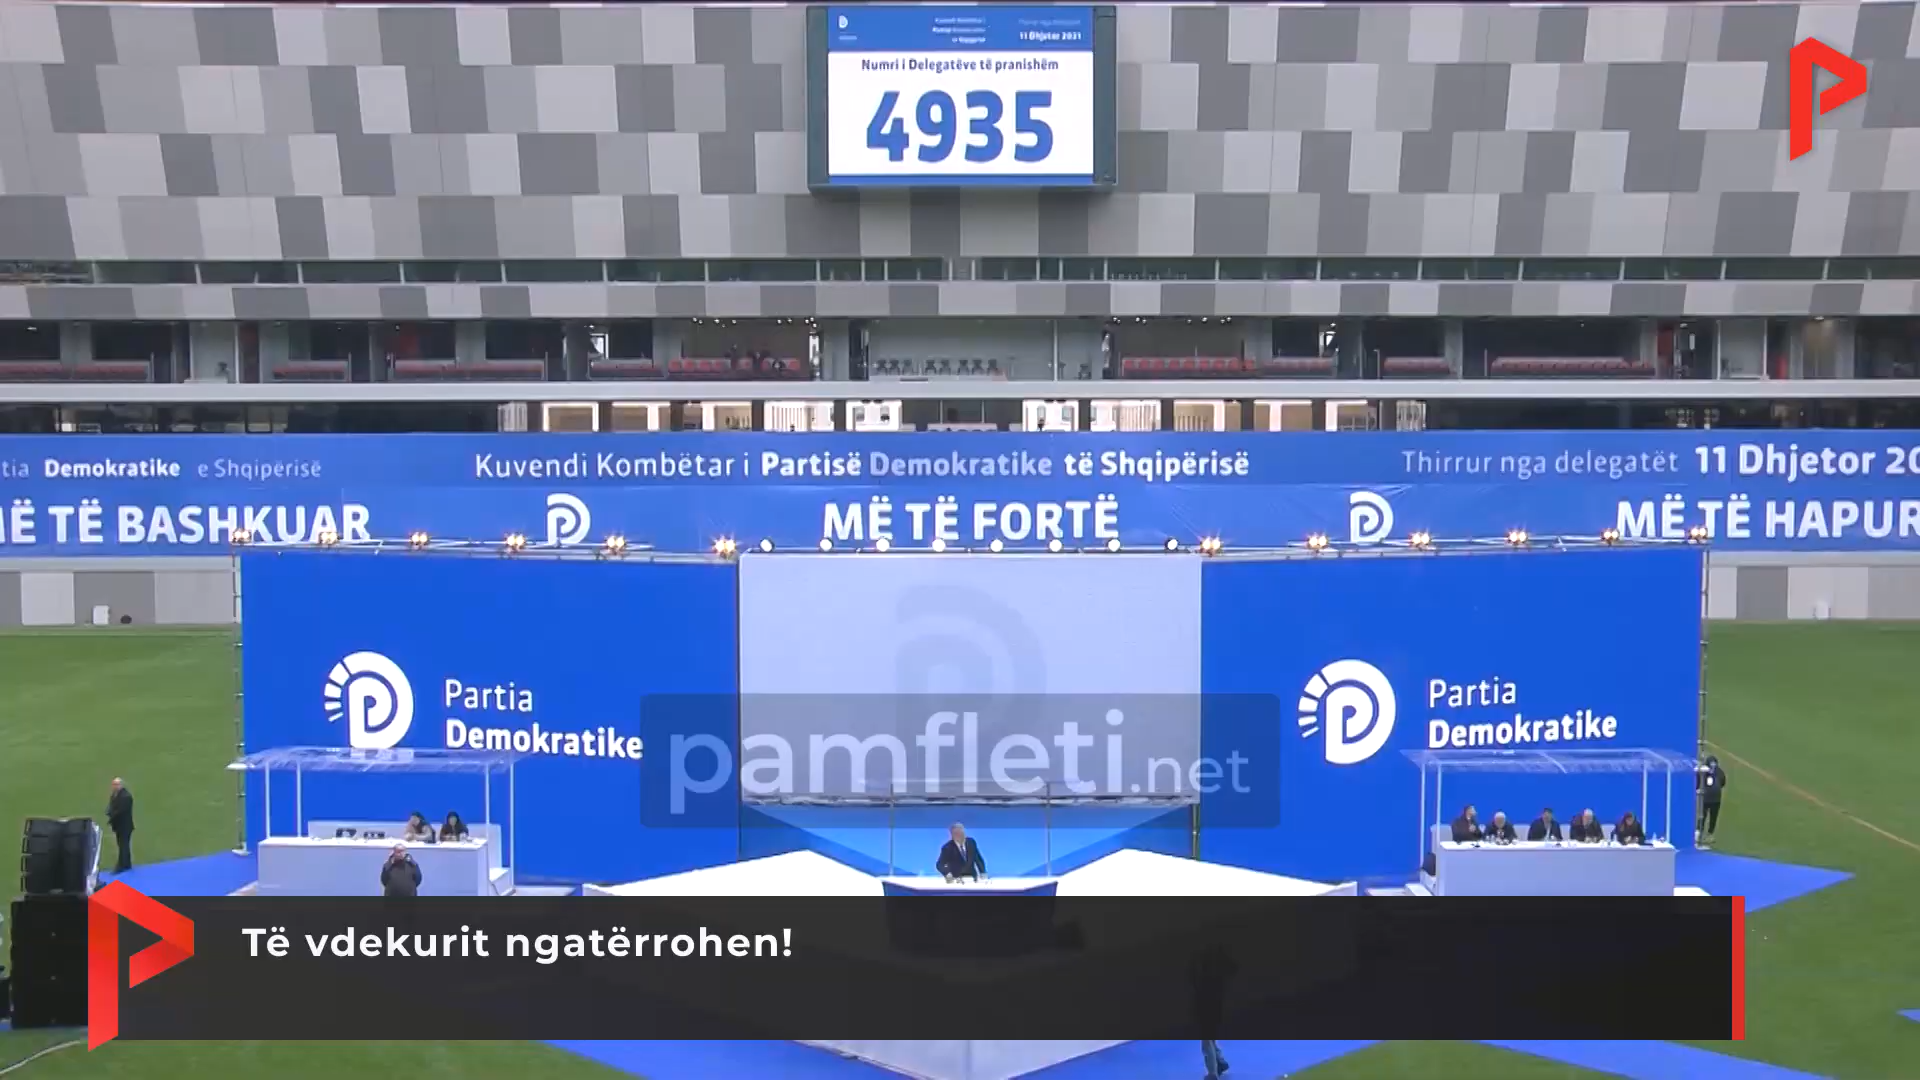 Kuvendi Kombëtar i
11 Dhjetor 2021
Numri i Delegatëve të pranishëm
4935
tia Demokratike e Shqipërisë
Kuvendi Kombëtar i Partisë Demokratike të Shqipërisë
Thirrur nga delegatët 11 Dhjetor 20
MË TË BASHKUAR
MË TË FORTË
MË TË HAPUR
Partia
Demokratike
Partia
Demokratike
pamfleti.net
Të vdekurit ngatërrohen!